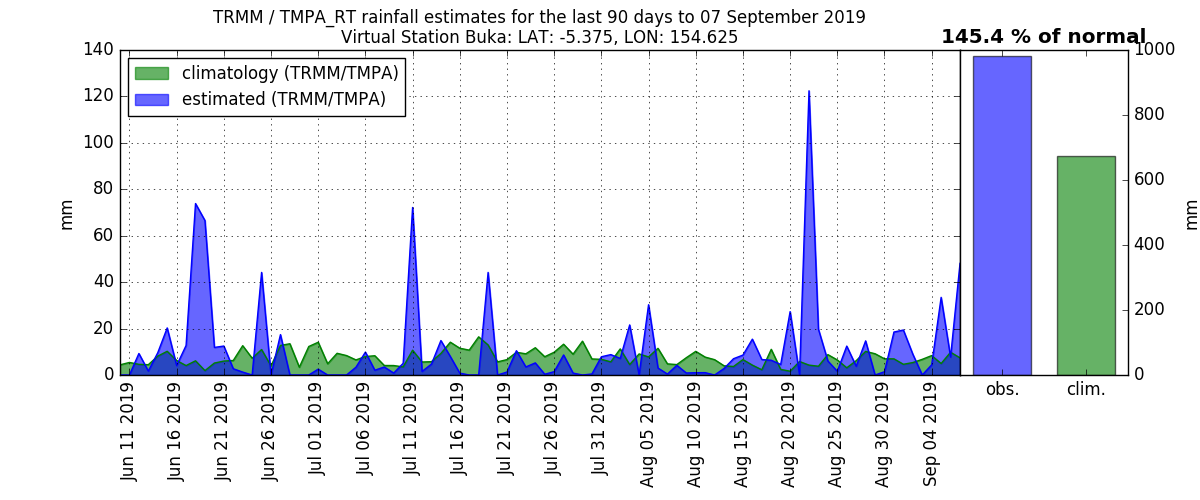 TRMM / TMPA_RT rainfall estimates for the last 90 days to 07 September 2019
Virtual Station Buka: LAT: -5.375, LON: 154.625
145.4 % of normal
climatology (TRMM/TMPA)
estimated (TRMM/TMPA)
140
120
100
80
60
40
20
0
mm
Jun 11 2019
Jun 16 2019
Jun 21 2019
Jun 26 2019
Jul 01 2019
Jul 06 2019
Jul 11 2019
Jul 16 2019
Jul 21 2019
Jul 26 2019
Jul 31 2019
Aug 05 2019
Aug 10 2019
Aug 15 2019
Aug 20 2019
Aug 25 2019
Aug 30 2019
Sep 04 2019
obs.
clim.
1000
800
600
400
200
0
mm